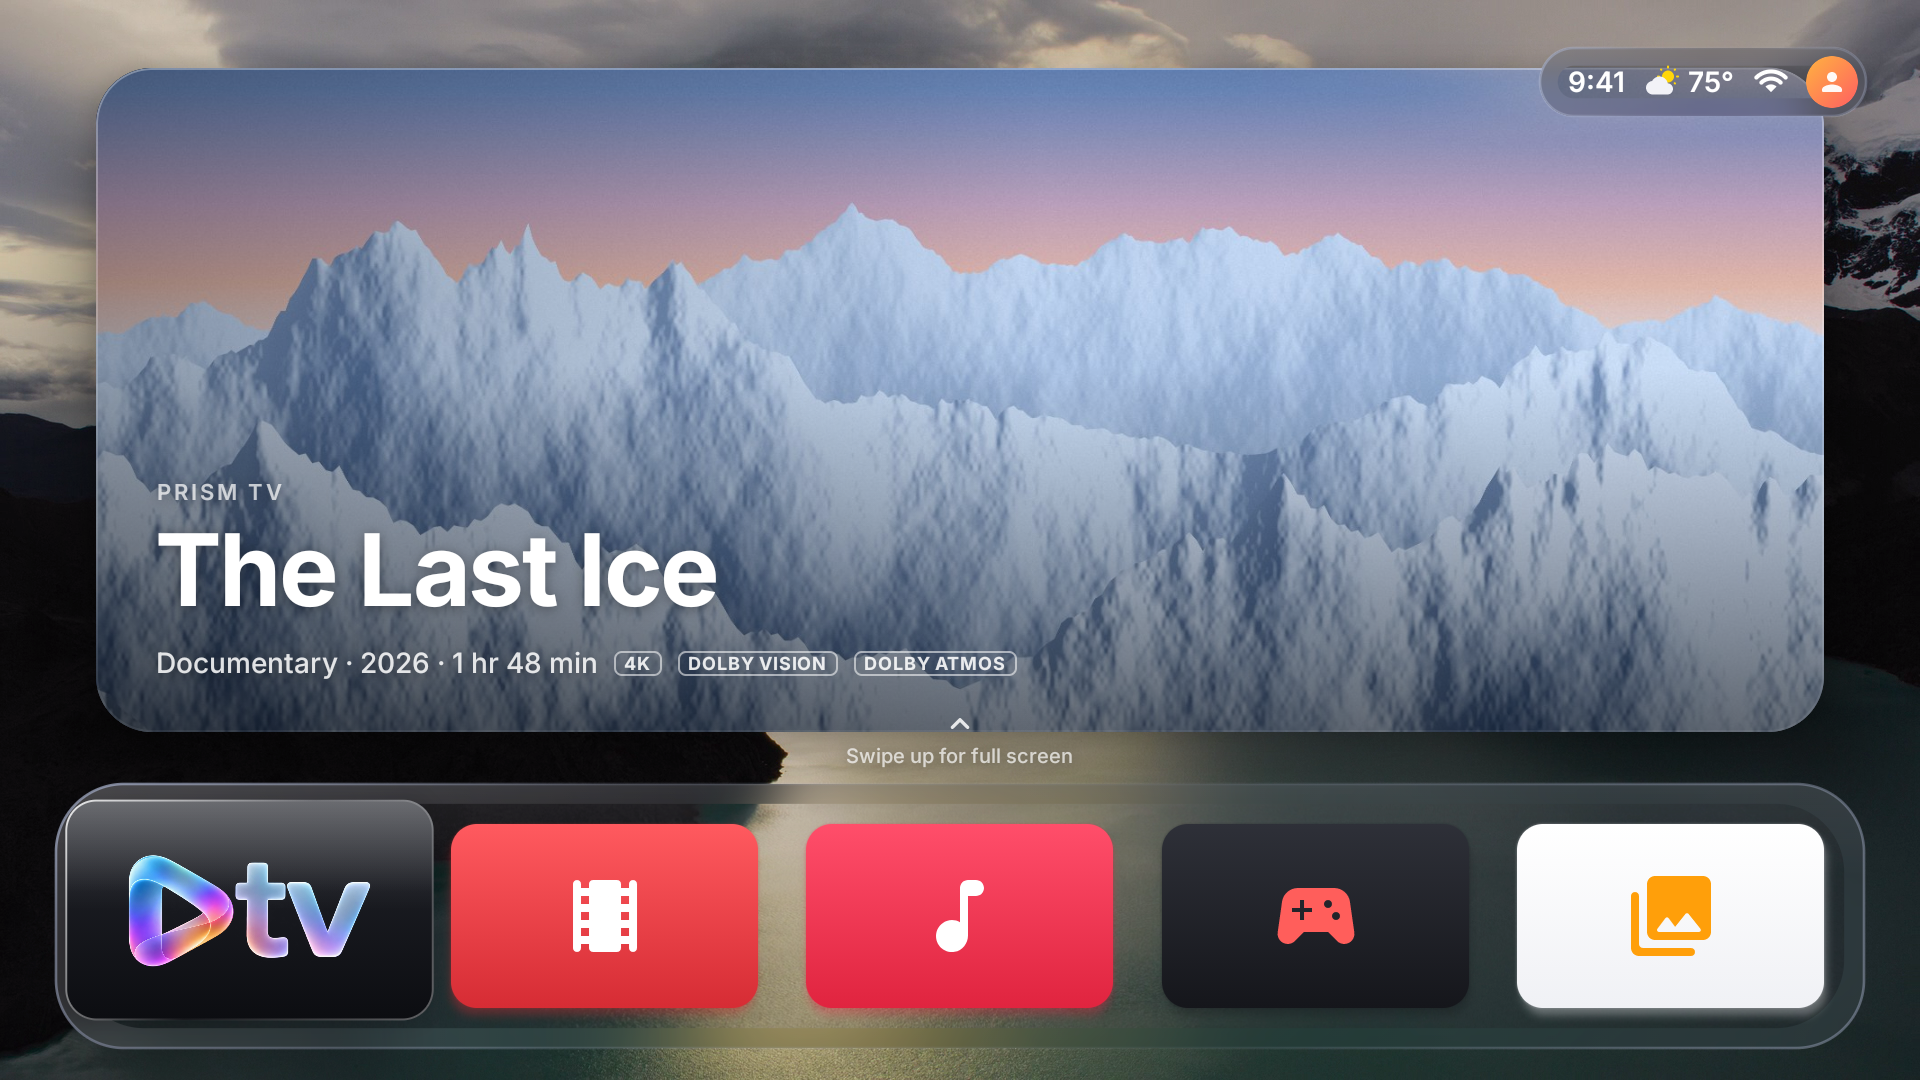 9:41 75°
PRISM TV
The Last Ice
Documentary · 2026 · 1 hr 48 min 4K DOLBY VISION DOLBY ATMOS
Swipe up for full screen
tv